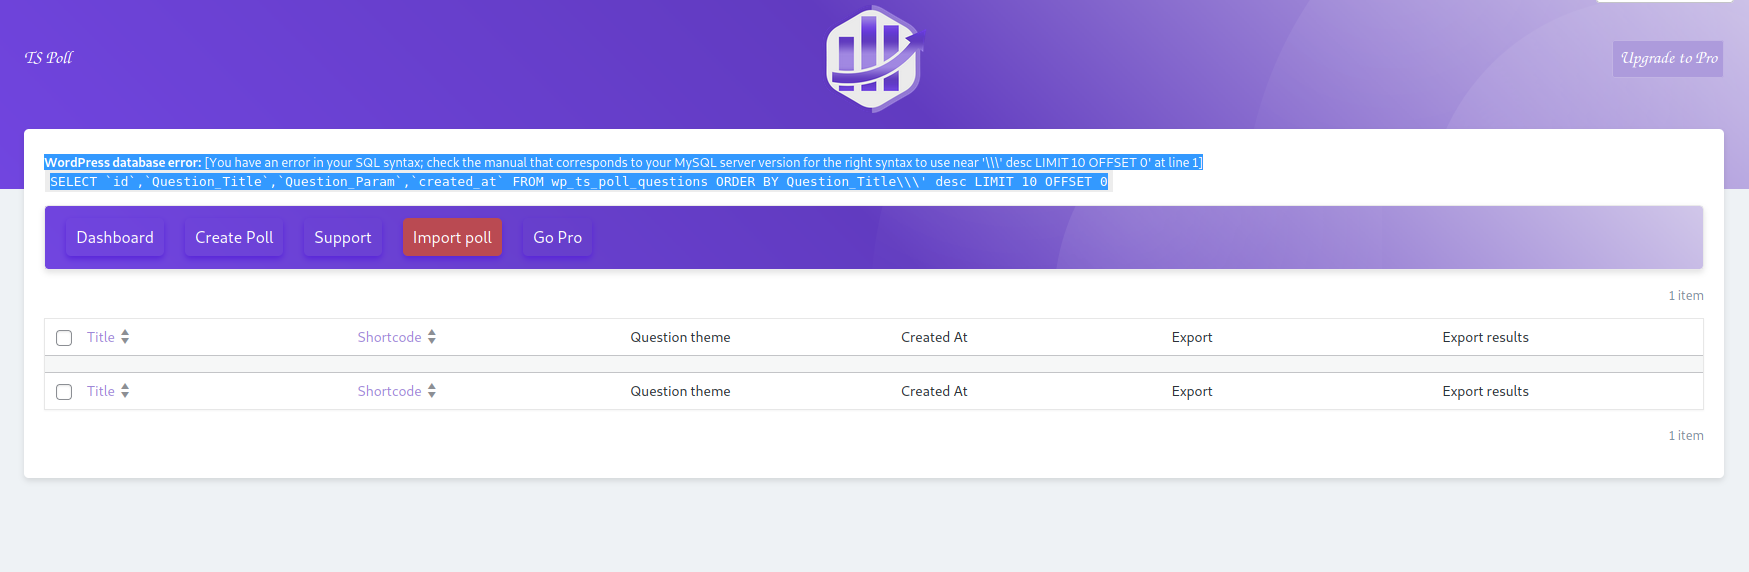 TS Poll
Upgrade to Pro
WordPress database error: [You have an error in your SQL syntax; check the manual that corresponds to your MySQL server version for the right syntax to use near '\\\' desc LIMIT 10 OFFSET 0' at line 1]
SELECT `id`,`Question_Title`,`Question_Param`,`created_at` FROM wp_ts_poll_questions ORDER BY Question_Title\\\' desc LIMIT 10 OFFSET 0
Dashboard Create Poll Support Import poll Go Pro
1 item
Title Shortcode Question theme Created At Export Export results
Title Shortcode Question theme Created At Export Export results
1 item